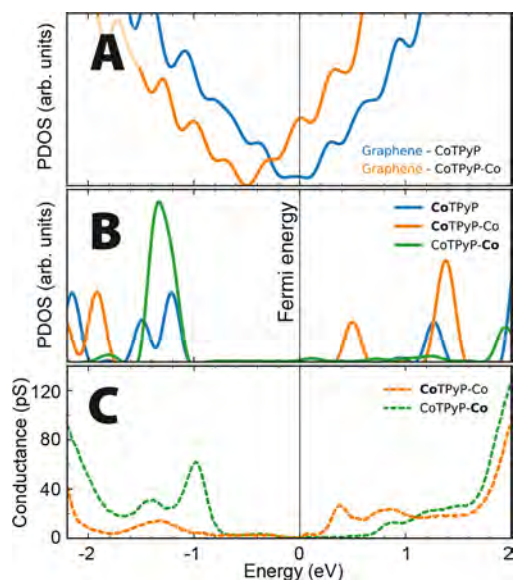 A
PDOS (arb. units)
Graphene - CoTPyP
Graphene - CoTPyP-Co
B
PDOS (arb. units)
Fermi energy
CoTPyP
CoTPyP-Co
CoTPyP-Co
C
Conductance (pS)
120
80
40
0
CoTPyP-Co
CoTPyP-Co
-2 -1 0 1 2
Energy (eV)